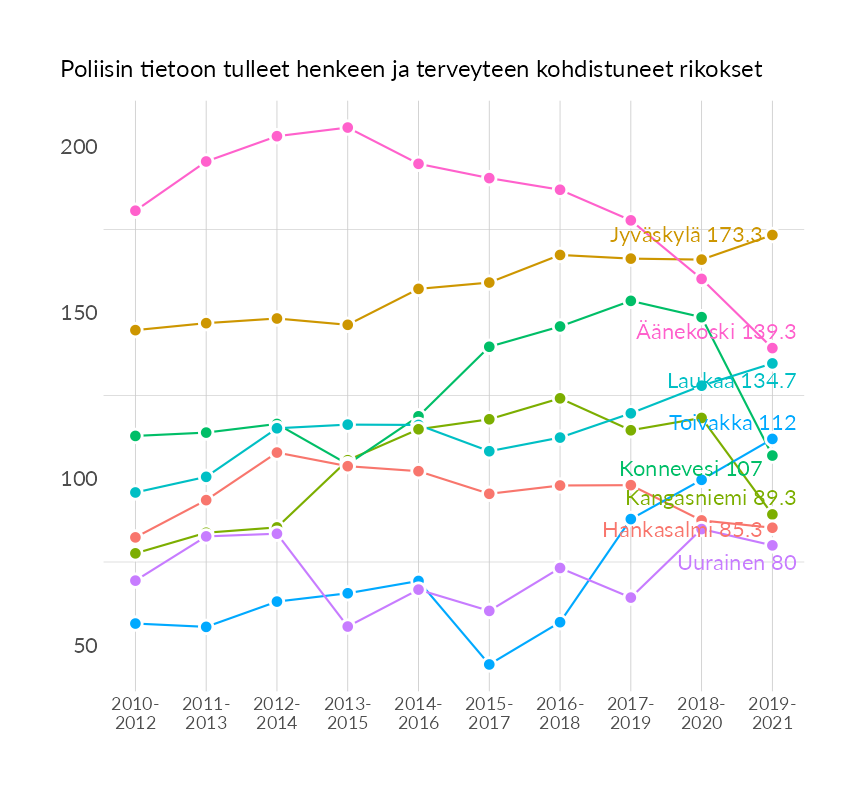 Poliisin tietoon tulleet henkeen ja terveyteen kohdistuneet rikokset
200
150
100
50
Jyväskylä 173.3
Äänekoski 139.3
Laukaa 134.7
Toivakka 112
Konnevesi 107
Kangasniemi 89.3
Hankasalmi 85.3
Uurainen 80
2010-
2012
2011-
2013
2012-
2014
2013-
2015
2014-
2016
2015-
2017
2016-
2018
2017-
2019
2018-
2020
2019-
2021